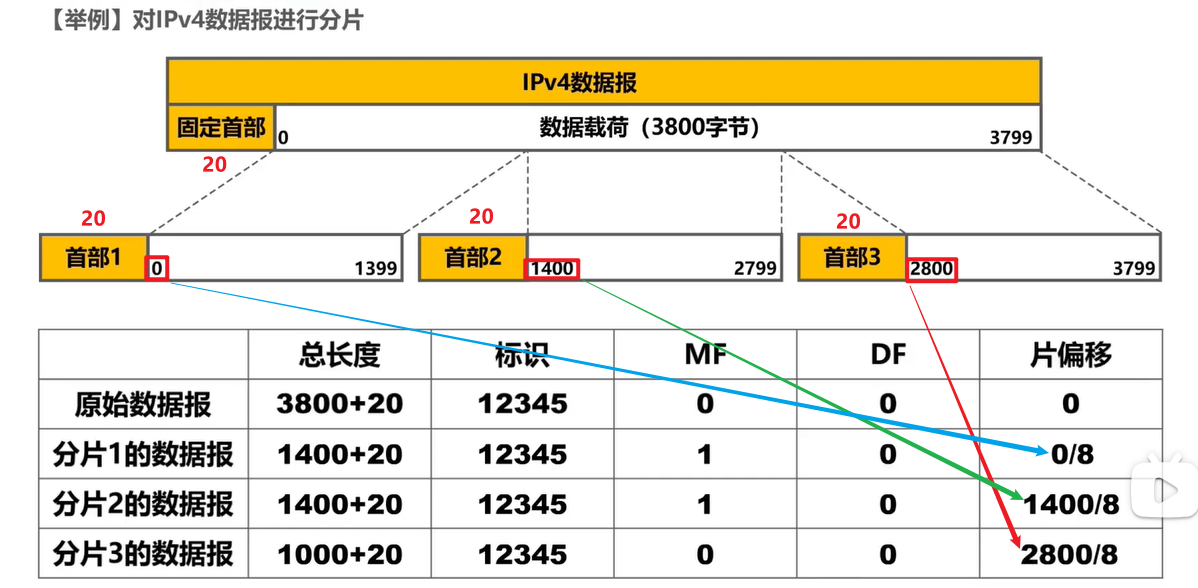 【举例】对IPv4数据报进行分片
IPv4数据报
固定首部 0 数据载荷（3800字节） 3799
20
20 20 20
首部1 0 1399 首部2 1400 2799 首部3 2800 3799
总长度 标识 MF DF 片偏移
原始数据报 3800+20 12345 0 0 0
分片1的数据报 1400+20 12345 1 0 0/8
分片2的数据报 1400+20 12345 1 0 1400/8
分片3的数据报 1000+20 12345 0 0 2800/8